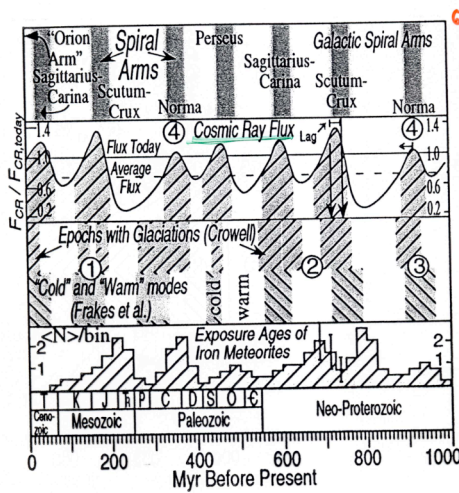 "Orion Arm"
Sagittarius-Carina
Spiral Arms
Scutum-Crux
Norma
Perseus
Sagittarius-Carina
Galactic Spiral Arms
Scutum-Crux
Norma
F CR / F CR,today
1.4
1.0
0.6
0.2
④ Cosmic Ray Flux
Flux Today
Average Flux
Lag
④
1.4
1.0
0.6
0.2
Epochs with Glaciations (Crowell)
① ② ③
"Cold" and "Warm" modes
(Frakes et al.)
cold
warm
<N>/bin
Exposure Ages of
Iron Meteorites
2
1
2
1
T K J ƦP C D S O Є
Ceno-zoic
Mesozoic
Paleozoic
Neo-Proterozoic
0 200 400 600 800 1000
Myr Before Present